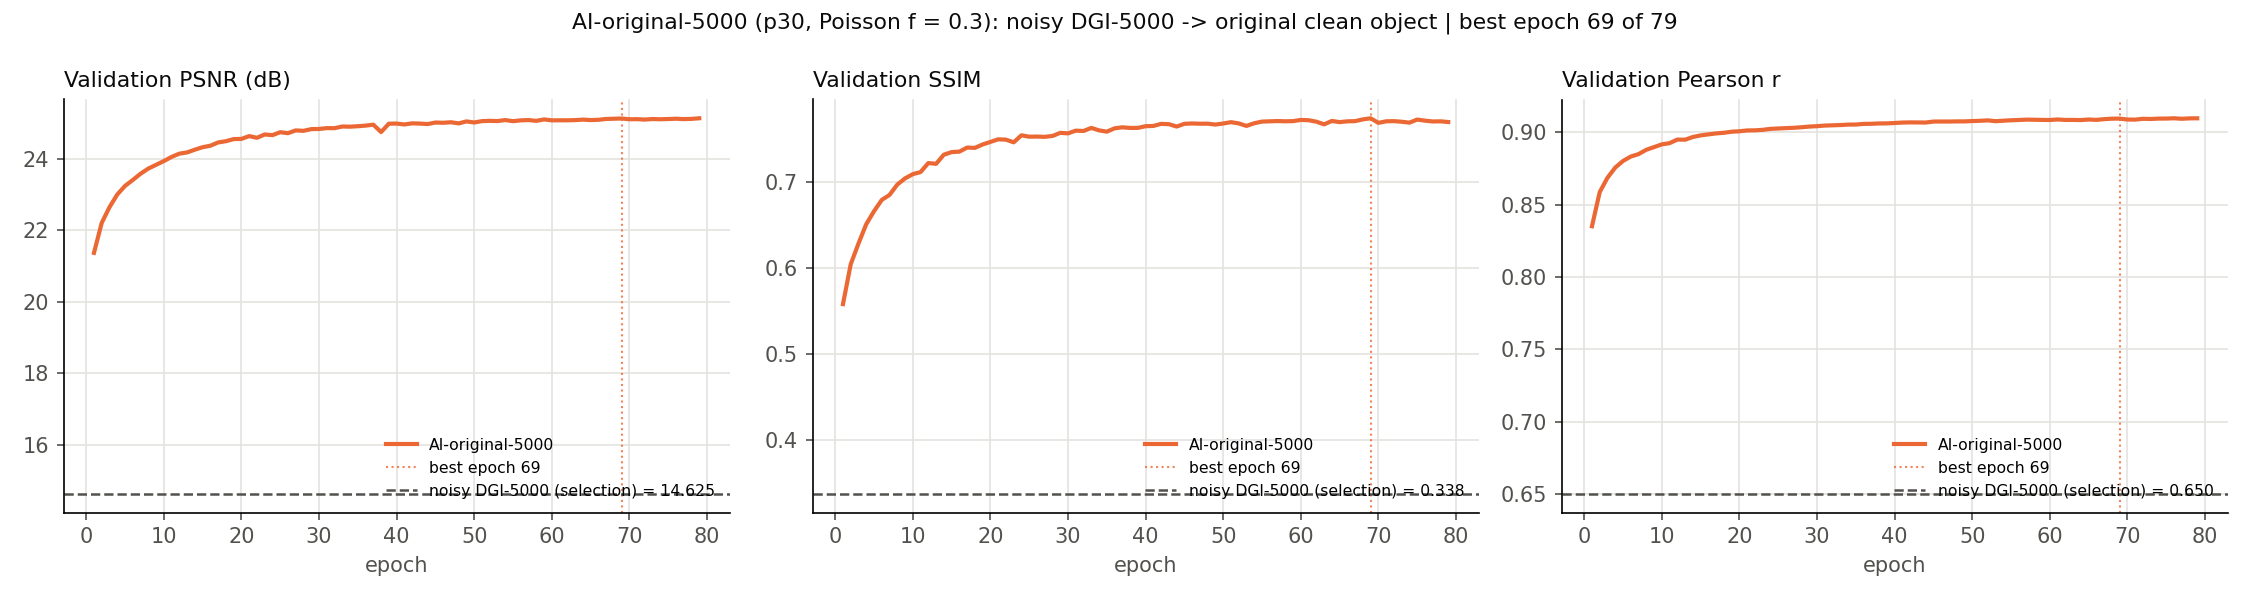 AI-original-5000 (p30, Poisson f = 0.3): noisy DGI-5000 -> original clean object | best epoch 69 of 79
Validation PSNR (dB)
24
22
20
18
16
AI-original-5000
best epoch 69
noisy DGI-5000 (selection) = 14.625
0 10 20 30 40 50 60 70 80
epoch
Validation SSIM
0.7
0.6
0.5
0.4
AI-original-5000
best epoch 69
noisy DGI-5000 (selection) = 0.338
0 10 20 30 40 50 60 70 80
epoch
Validation Pearson r
0.90
0.85
0.80
0.75
0.70
0.65
AI-original-5000
best epoch 69
noisy DGI-5000 (selection) = 0.650
0 10 20 30 40 50 60 70 80
epoch